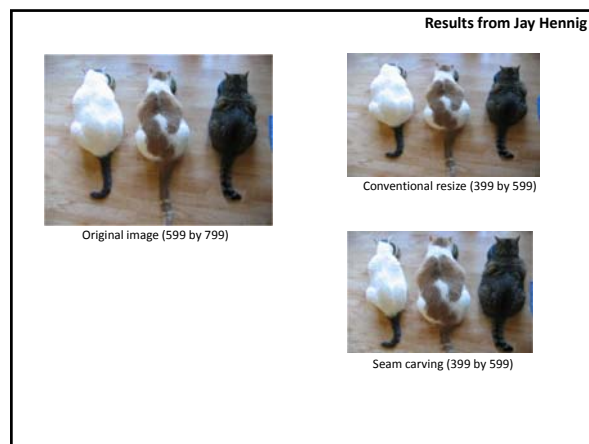 Results from Jay Hennig
Original image (599 by 799)
Conventional resize (399 by 599)
Seam carving (399 by 599)